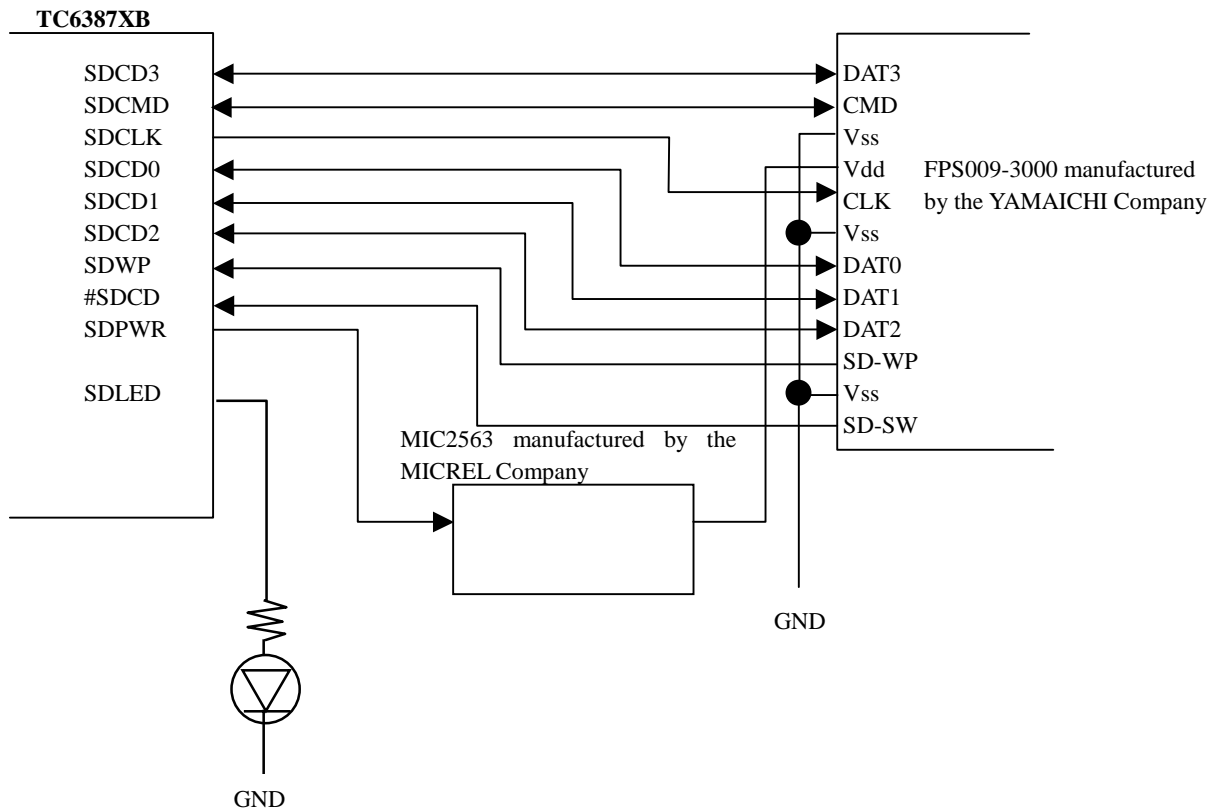 TC6387XB
SDCD3
SDCMD
SDCLK
SDCD0
SDCD1
SDCD2
SDWP
#SDCD
SDPWR
SDLED
DAT3
CMD
Vss
Vdd
CLK
Vss
DAT0
DAT1
DAT2
SD-WP
Vss
SD-SW
FPS009-3000 manufactured
by the YAMAICHI Company
MIC2563 manufactured by the
MICREL Company
GND
GND